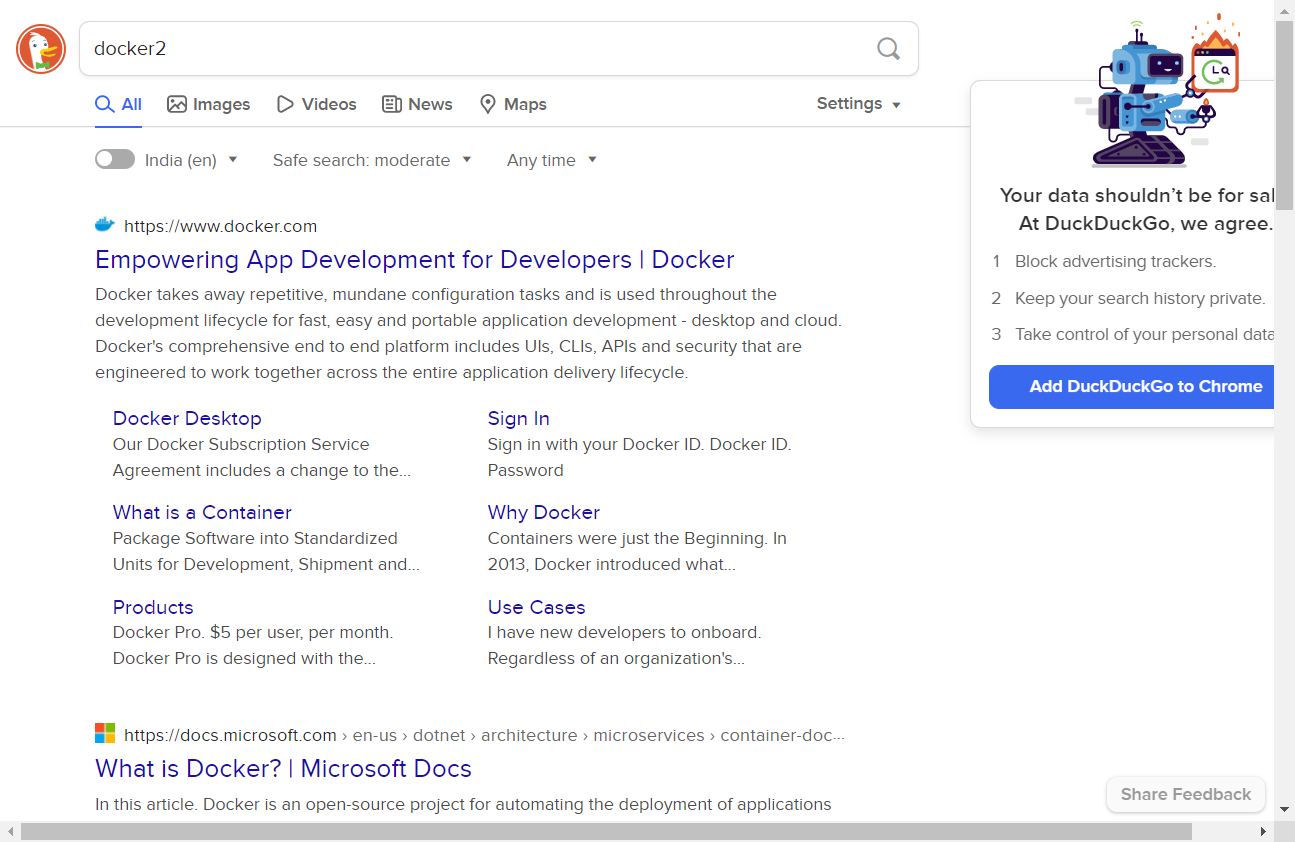 docker2
All Images Videos News Maps Settings
India (en) Safe search: moderate Any time
https://www.docker.com
Empowering App Development for Developers | Docker
Docker takes away repetitive, mundane configuration tasks and is used throughout the
development lifecycle for fast, easy and portable application development - desktop and cloud.
Docker's comprehensive end to end platform includes UIs, CLIs, APIs and security that are
engineered to work together across the entire application delivery lifecycle.
Docker Desktop
Our Docker Subscription Service
Agreement includes a change to the...
Sign In
Sign in with your Docker ID. Docker ID.
Password
What is a Container
Package Software into Standardized
Units for Development, Shipment and...
Why Docker
Containers were just the Beginning. In
2013, Docker introduced what...
Products
Docker Pro. $5 per user, per month.
Docker Pro is designed with the...
Use Cases
I have new developers to onboard.
Regardless of an organization's...
https://docs.microsoft.com › en-us › dotnet › architecture › microservices › container-doc...
What is Docker? | Microsoft Docs
In this article. Docker is an open-source project for automating the deployment of applications
Your data shouldn’t be for sal
At DuckDuckGo, we agree.
1 Block advertising trackers.
2 Keep your search history private.
3 Take control of your personal data
Add DuckDuckGo to Chrome
Share Feedback